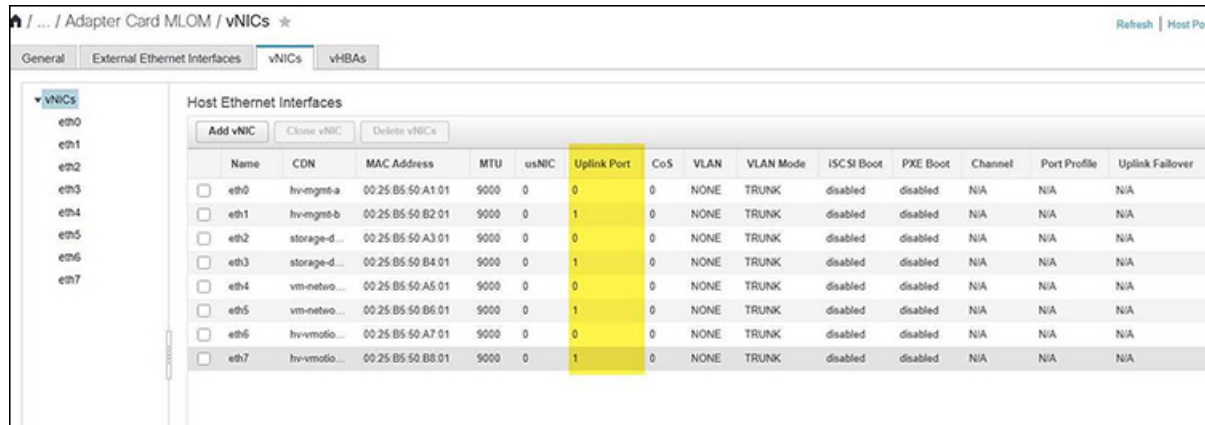 / ... / Adapter Card MLOM / vNICs ★
Refresh | Host Po
General External Ethernet Interfaces vNICs vHBAs
vNICs
eth0
eth1
eth2
eth3
eth4
eth5
eth6
eth7
Host Ethernet Interfaces
Add vNIC Clone vNIC Delete vNICs
Name CDN MAC Address MTU usNIC Uplink Port CoS VLAN VLAN Mode iSCSI Boot PXE Boot Channel Port Profile Uplink Failover
eth0 hv-mgmt-a 00:25:B5:50:A1:01 9000 0 0 0 NONE TRUNK disabled disabled N/A N/A N/A
eth1 hv-mgmt-b 00:25:B5:50:B2:01 9000 0 1 0 NONE TRUNK disabled disabled N/A N/A N/A
eth2 storage-d... 00:25:B5:50:A3:01 9000 0 0 0 NONE TRUNK disabled disabled N/A N/A N/A
eth3 storage-d... 00:25:B5:50:B4:01 9000 0 1 0 NONE TRUNK disabled disabled N/A N/A N/A
eth4 vm-netwo... 00:25:B5:50:A5:01 9000 0 0 0 NONE TRUNK disabled disabled N/A N/A N/A
eth5 vm-netwo... 00:25:B5:50:B6:01 9000 0 1 0 NONE TRUNK disabled disabled N/A N/A N/A
eth6 hv-vmotio... 00:25:B5:50:A7:01 9000 0 0 0 NONE TRUNK disabled disabled N/A N/A N/A
eth7 hv-vmotio... 00:25:B5:50:B8:01 9000 0 1 0 NONE TRUNK disabled disabled N/A N/A N/A